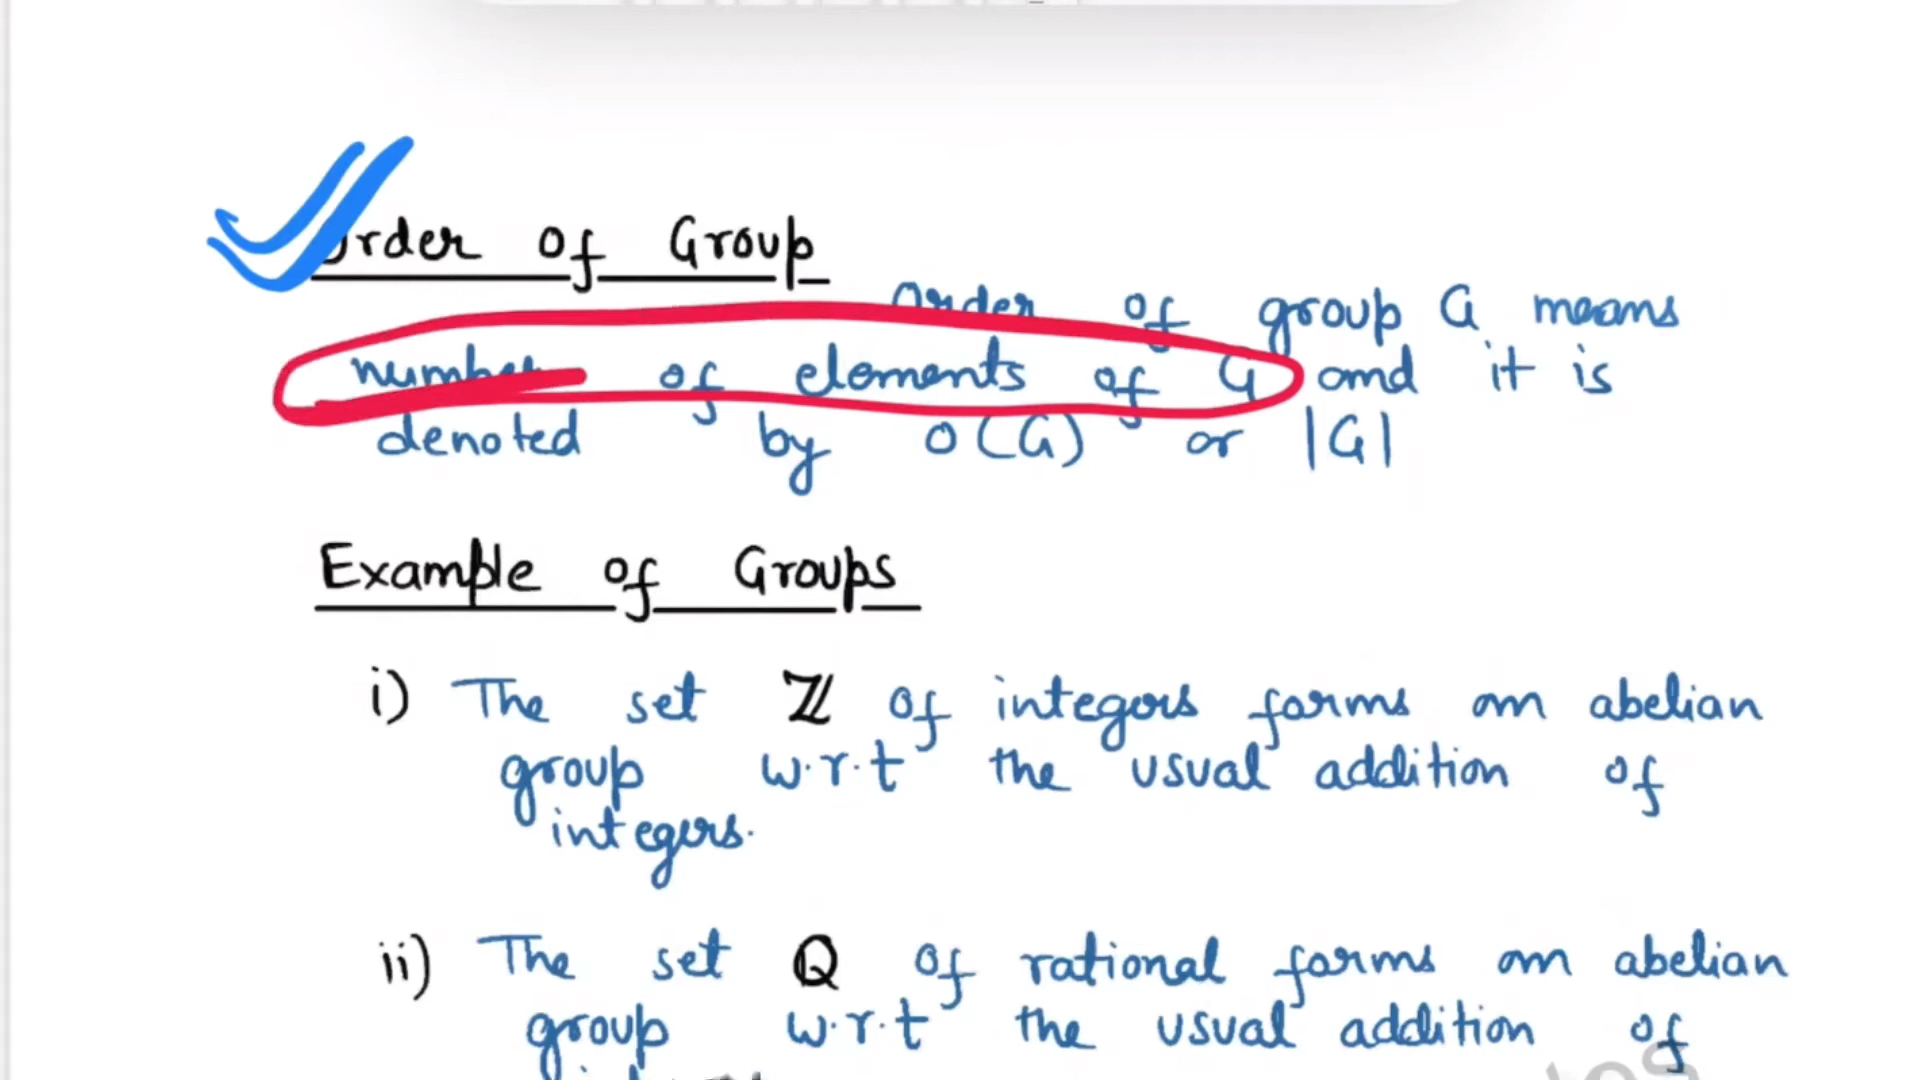 Order of Group
Order of group G means
number of elements of G and it is
denoted by O(G) or |G|
Example of Groups
i) The set ℤ of integers forms an abelian
group w.r.t the usual addition of
integers.
ii) The set Q of rational forms an abelian
group w.r.t the usual addition of